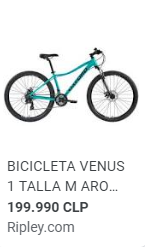 BICICLETA VENUS
1 TALLA M ARO...
199.990 CLP
Ripley.com